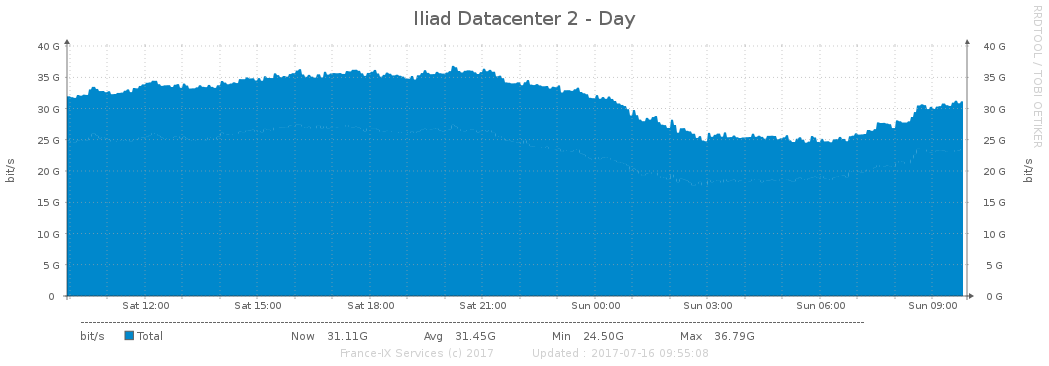 Iliad Datacenter 2 - Day
RRDTOOL / TOBI OETIKER
40 G 40 G
35 G 35 G
30 G 30 G
25 G 25 G
20 G 20 G
15 G 15 G
10 G 10 G
5 G 5 G
0 0 G
bit/s bit/s
Sat 12:00 Sat 15:00 Sat 18:00 Sat 21:00 Sun 00:00 Sun 03:00 Sun 06:00 Sun 09:00
bit/s Total Now 31.11G Avg 31.45G Min 24.50G Max 36.79G
France-IX Services (c) 2017 Updated : 2017-07-16 09:55:08